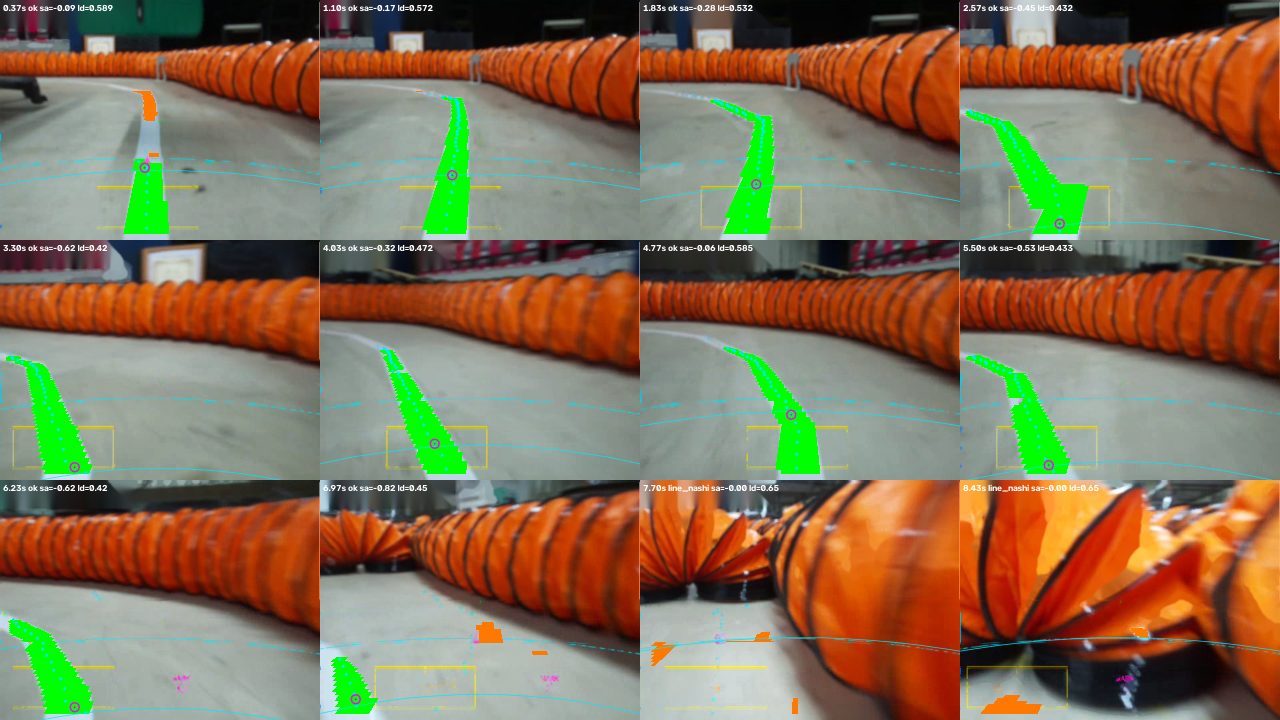 0.37s ok sa=-0.09 ld=0.589
1.10s ok sa=-0.17 ld=0.572
1.83s ok sa=-0.28 ld=0.532
2.57s ok sa=-0.45 ld=0.432
3.30s ok sa=-0.62 ld=0.42
4.03s ok sa=-0.32 ld=0.472
4.77s ok sa=-0.06 ld=0.585
5.50s ok sa=-0.53 ld=0.433
6.23s ok sa=-0.62 ld=0.42
6.97s ok sa=-0.82 ld=0.45
7.70s line_nashi sa=-0.00 ld=0.65
8.43s line_nashi sa=-0.00 ld=0.65